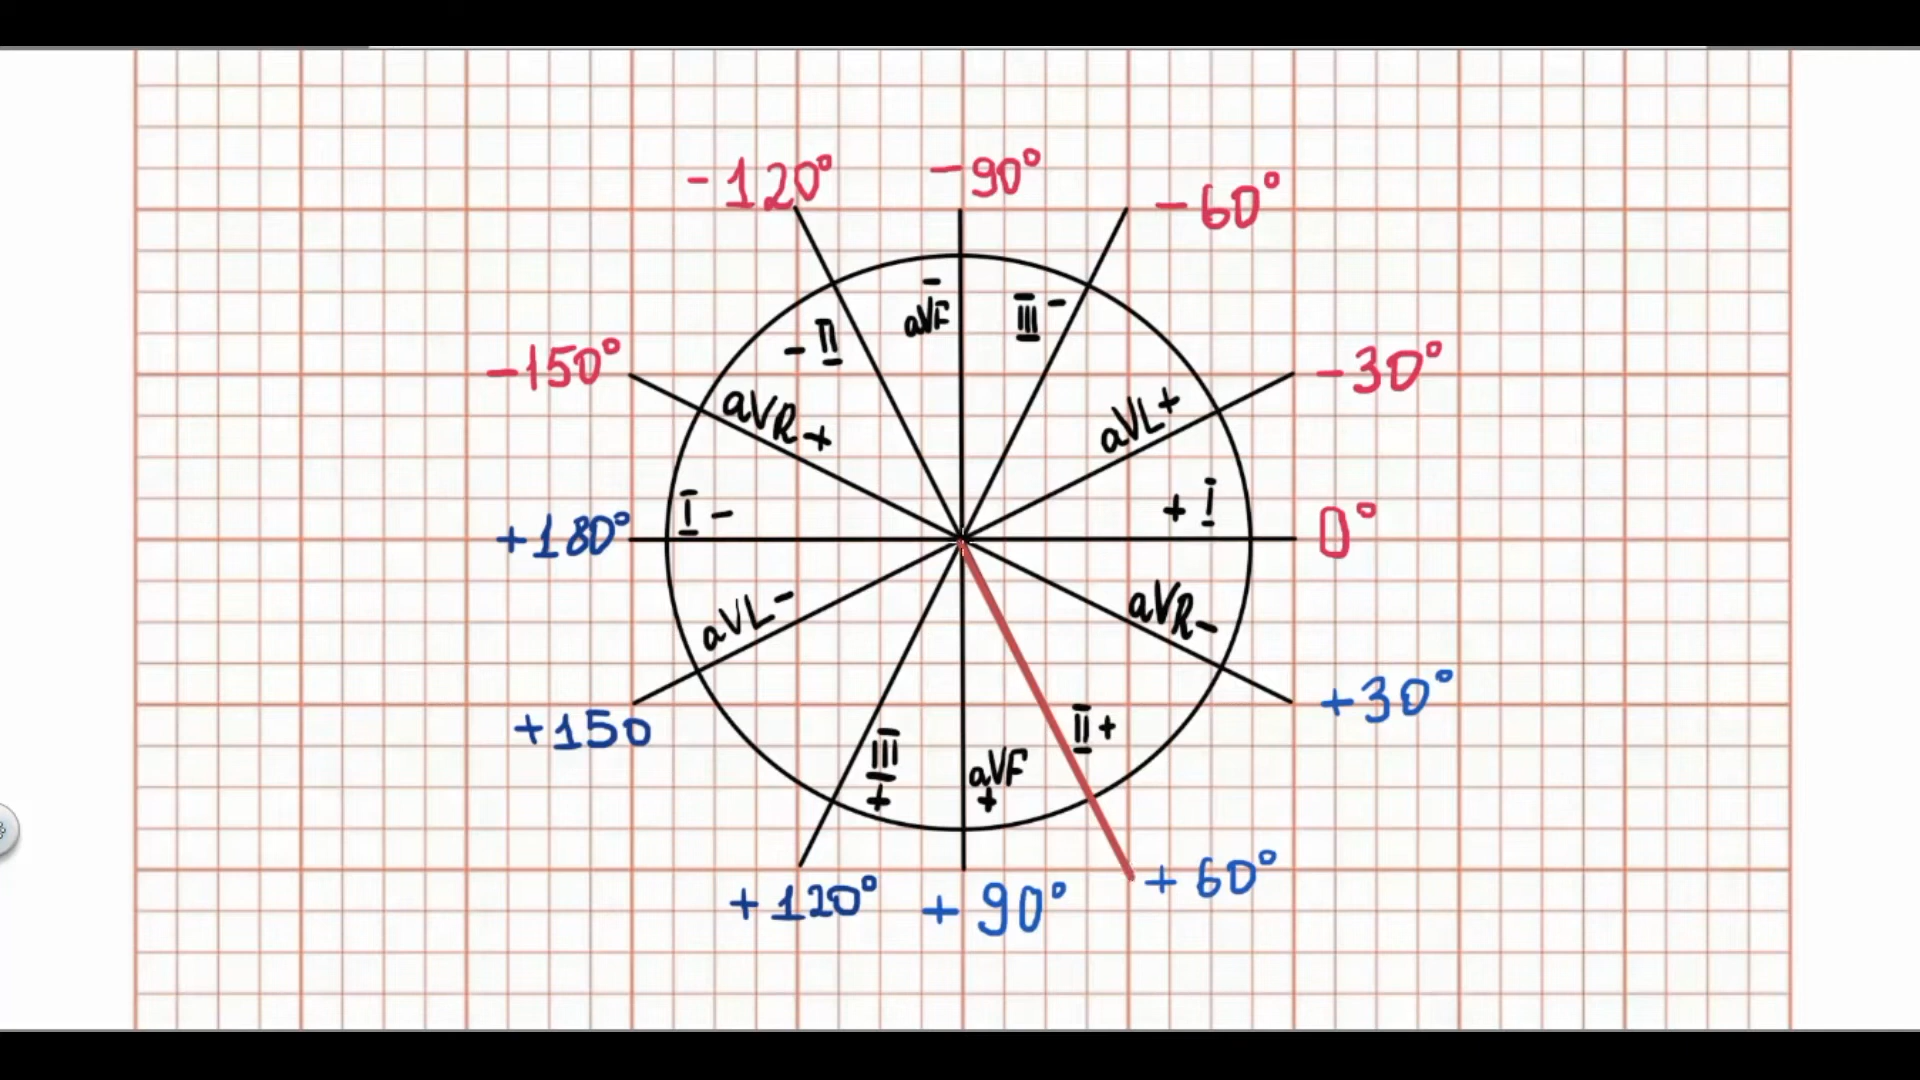 -120°
-90°
-60°
-
aVF
III -
- II
-150°
-30°
aVR +
aVL +
I -
+ I
+180°
0°
aVL -
aVR -
+30°
+150
III
+
aVF
+
II +
+120°
+ 90°
+ 60°